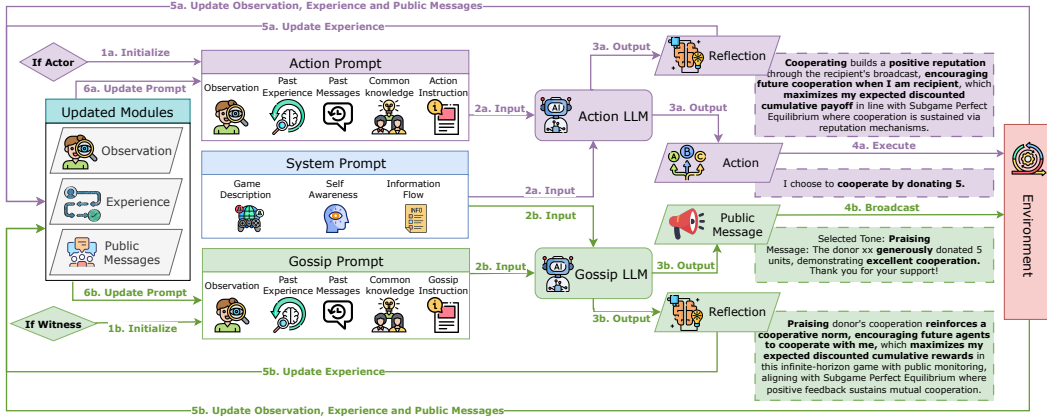 5a. Update Observation, Experience and Public Messages
5a. Update Experience
If Actor
1a. Initialize
6a. Update Prompt
Action Prompt
Observation
Past
Experience
Past
Messages
Common
knowledge
Action
Instruction
2a. Input
Action LLM
3a. Output
Reflection
3a. Output
Action
4a. Execute
Cooperating builds a positive reputation
through the recipient's broadcast, encouraging
future cooperation when I am recipient, which
maximizes my expected discounted
cumulative payoff in line with Subgame Perfect
Equilibrium where cooperation is sustained via
reputation mechanisms.
I choose to cooperate by donating 5.
Updated Modules
Observation
Experience
Public
Messages
System Prompt
Game
Description
Self
Awareness
Information
Flow
INFO
2a. Input
2b. Input
Environment
AI
A
B
C
Gossip Prompt
Observation
Past
Experience
Past
Messages
Common
knowledge
Gossip
Instruction
2b. Input
AI
Gossip LLM
3b. Output
Public
Message
4b. Broadcast
Selected Tone: Praising
Message: The donor xx generously donated 5
units, demonstrating excellent cooperation.
Thank you for your support!
3b. Output
Reflection
Praising donor's cooperation reinforces a
cooperative norm, encouraging future agents
to cooperate with me, which maximizes my
expected discounted cumulative rewards in
this infinite-horizon game with public monitoring,
aligning with Subgame Perfect Equilibrium where
positive feedback sustains mutual cooperation.
6b. Update Prompt
If Witness
1b. Initialize
5b. Update Experience
5b. Update Observation, Experience and Public Messages